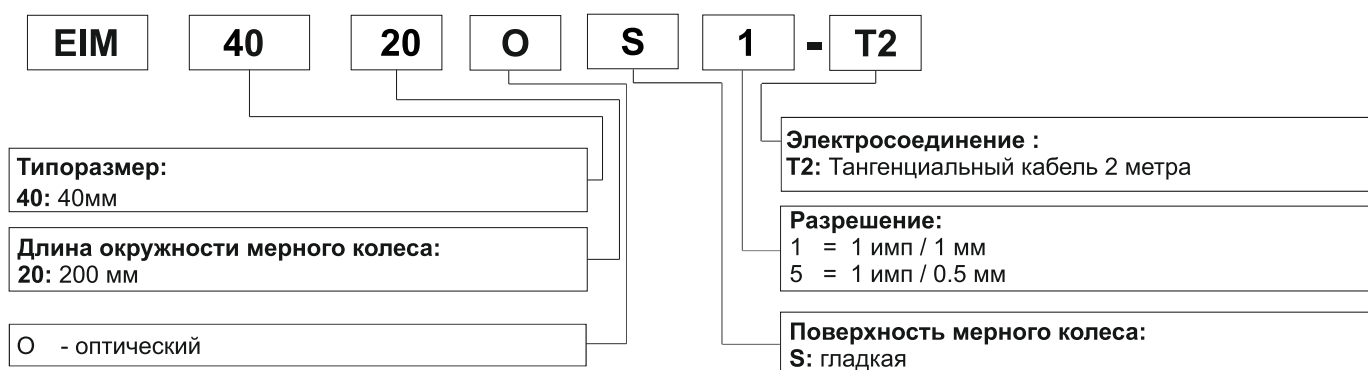 EIM 40 20 O S 1 - T2
Типоразмер:
40: 40мм
Длина окружности мерного колеса:
20: 200 мм
О - оптический
Электросоединение :
T2: Тангенциальный кабель 2 метра
Разрешение:
1 = 1 имп / 1 мм
5 = 1 имп / 0.5 мм
Поверхность мерного колеса:
S: гладкая